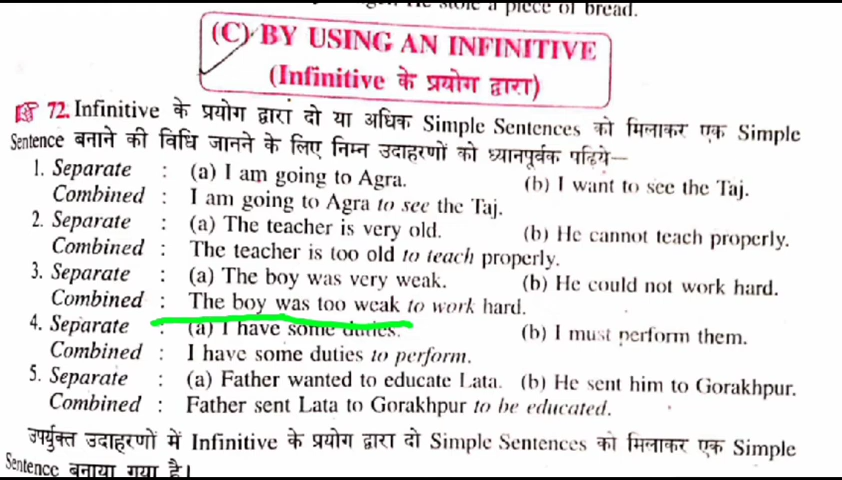 He stole a piece of bread.
(C) BY USING AN INFINITIVE
(Infinitive के प्रयोग द्वारा)
72. Infinitive के प्रयोग द्वारा दो या अधिक Simple Sentences को मिलाकर एक Simple
Sentence बनाने की विधि जानने के लिए निम्न उदाहरणों को ध्यानपूर्वक पढ़िये—
1. Separate : (a) I am going to Agra. (b) I want to see the Taj.
Combined : I am going to Agra to see the Taj.
2. Separate : (a) The teacher is very old. (b) He cannot teach properly.
Combined : The teacher is too old to teach properly.
3. Separate : (a) The boy was very weak. (b) He could not work hard.
Combined : The boy was too weak to work hard.
4. Separate : (a) I have some duties. (b) I must perform them.
Combined : I have some duties to perform.
5. Separate : (a) Father wanted to educate Lata. (b) He sent him to Gorakhpur.
Combined : Father sent Lata to Gorakhpur to be educated.
उपर्युक्त उदाहरणों में Infinitive के प्रयोग द्वारा दो Simple Sentences को मिलाकर एक Simple
Sentence बनाया गया है।